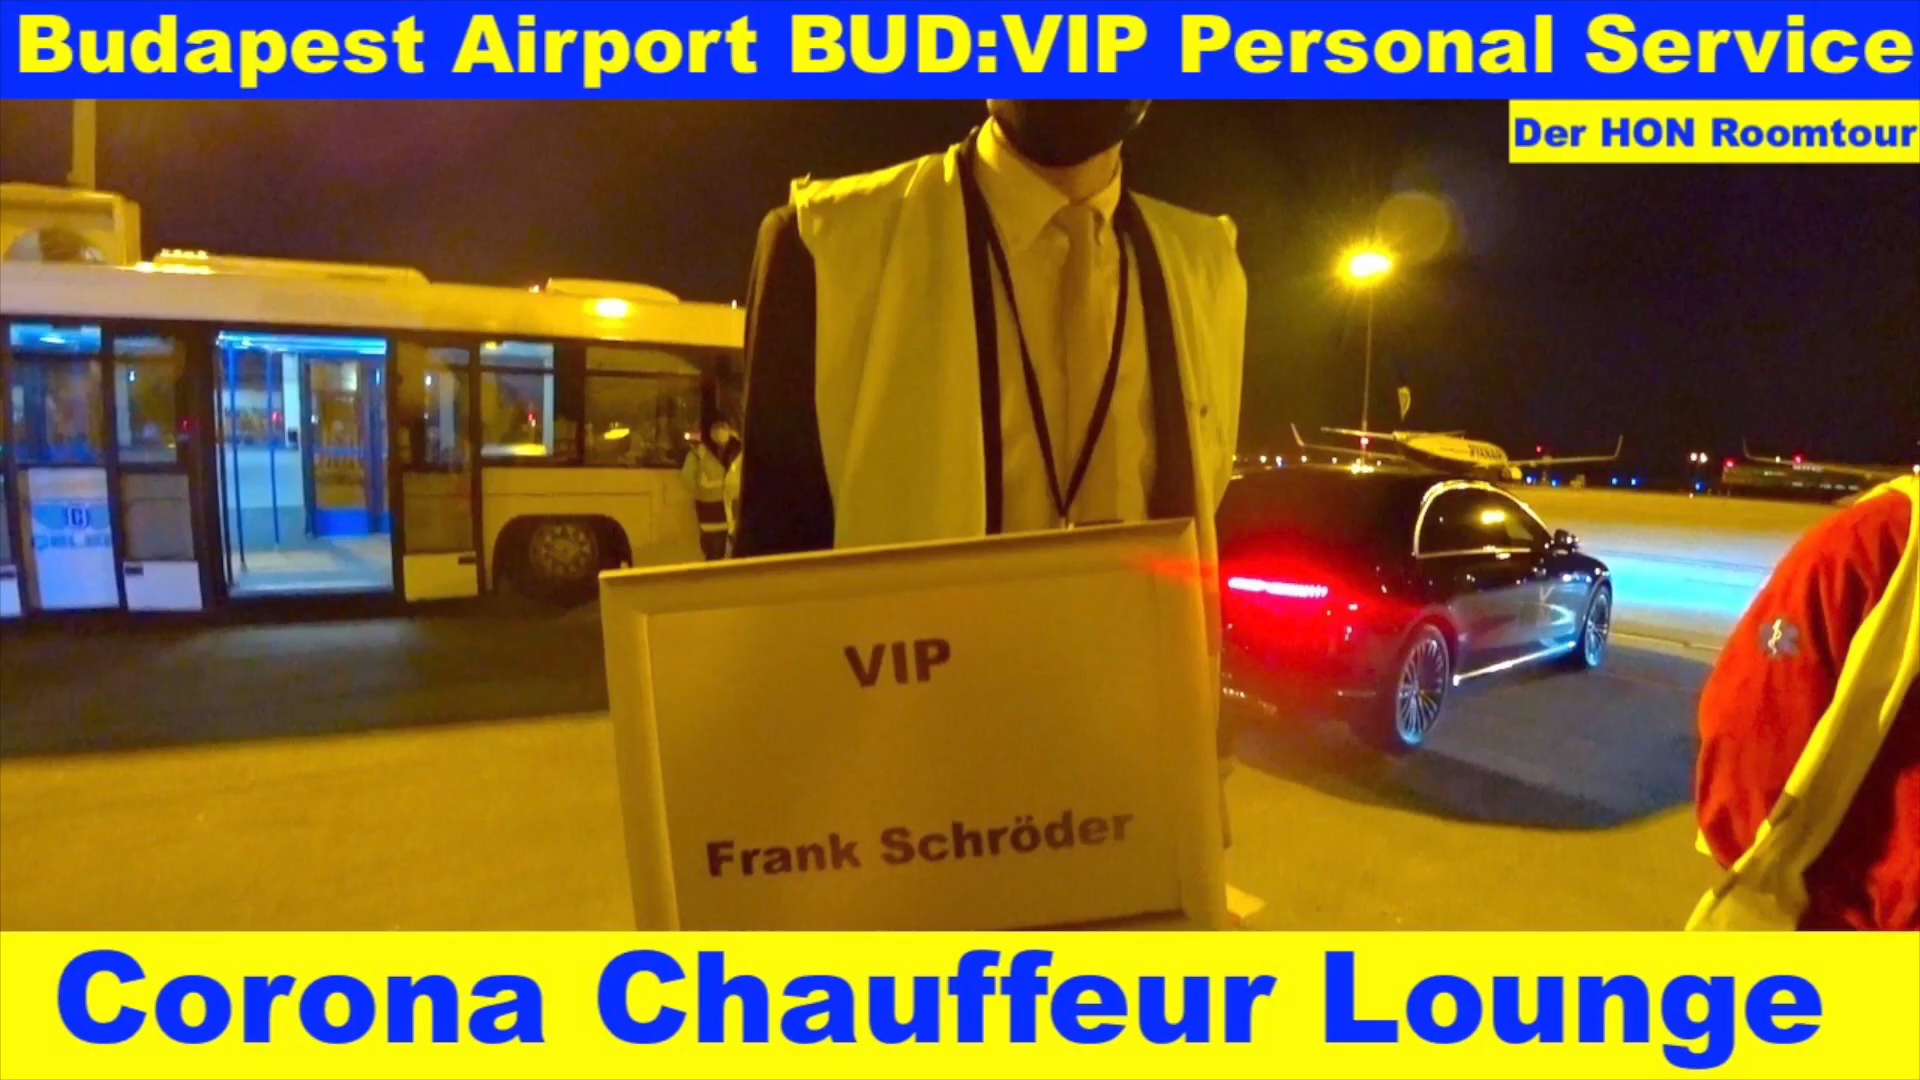 Budapest Airport BUD:VIP Personal Service
Der HON Roomtour
VIP
Frank Schröder
Corona Chauffeur Lounge